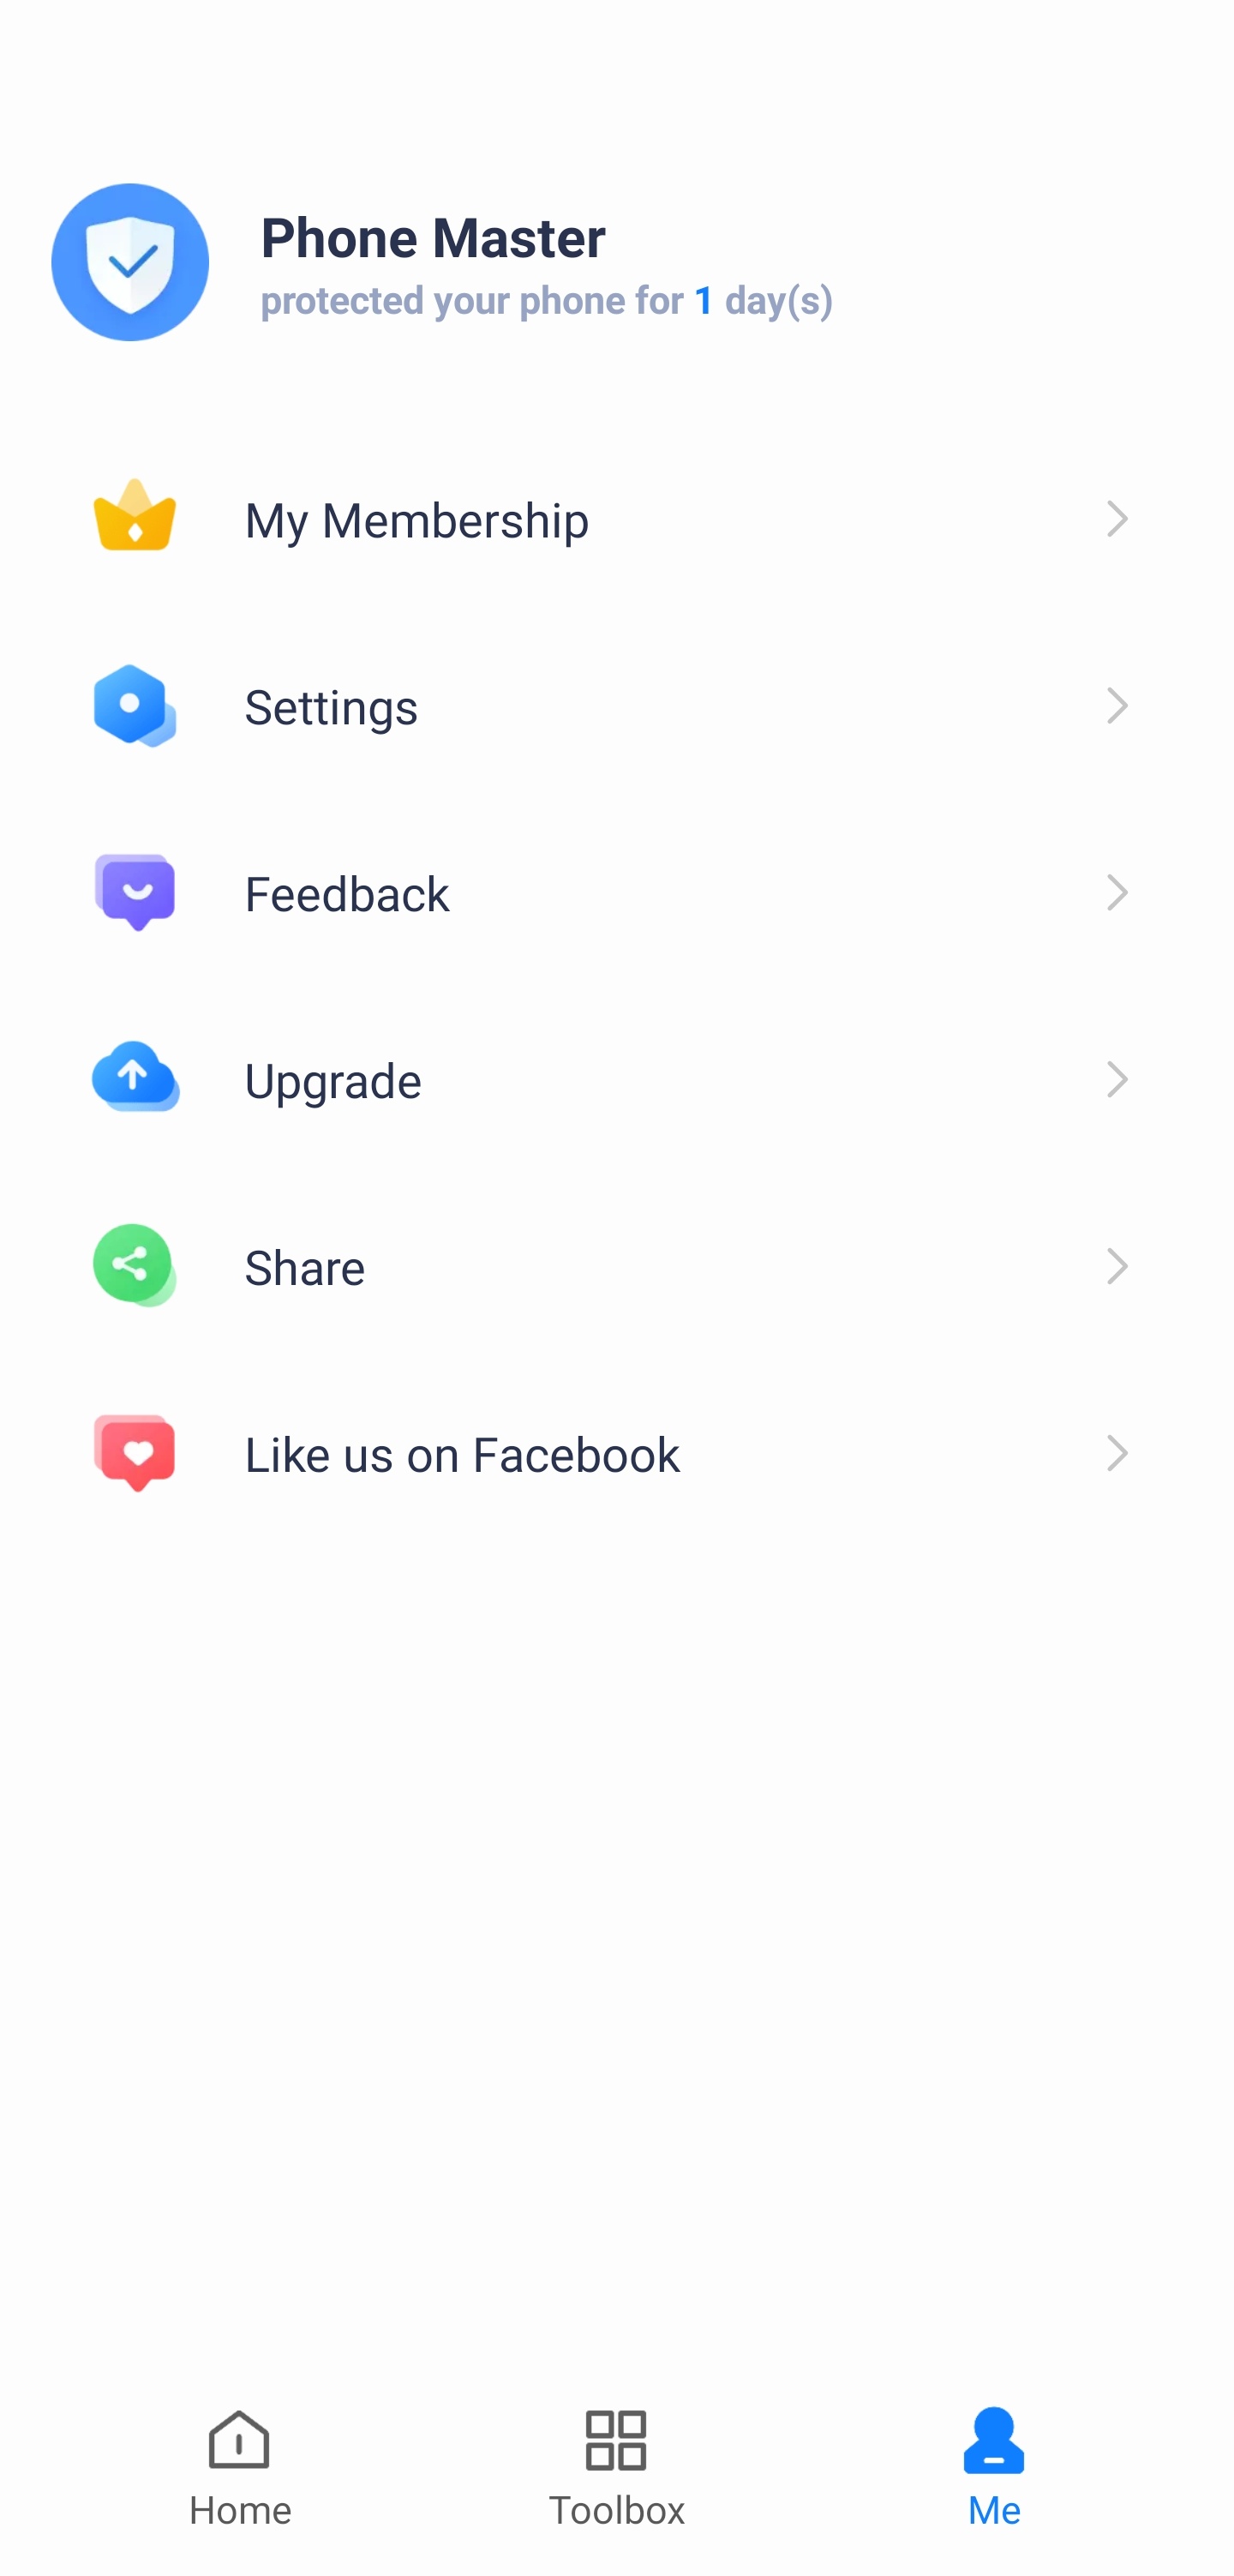 Phone Master
protected your phone for 1 day(s)
My Membership
Settings
Feedback
Upgrade
Share
Like us on Facebook
Home
Toolbox
Me